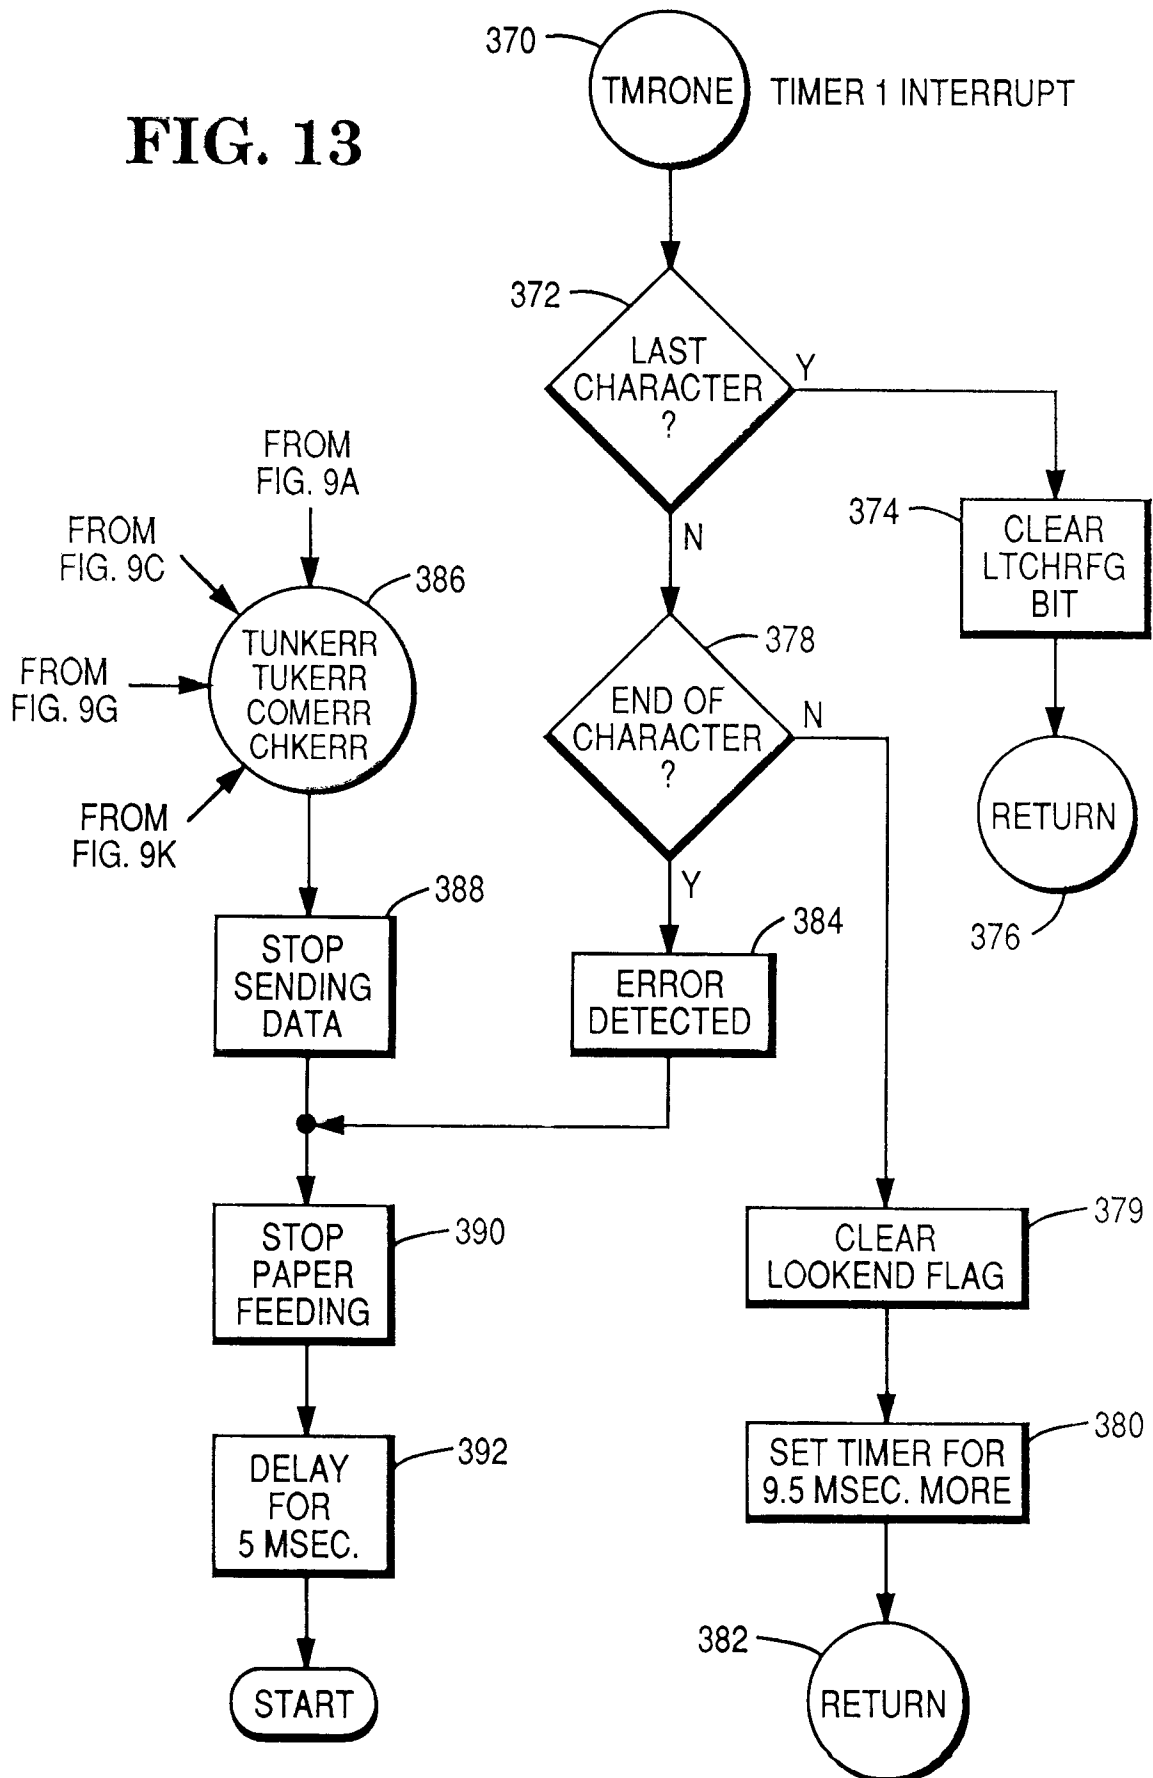 370
TMRONE
TIMER 1 INTERRUPT
FIG. 13
372
LAST
CHARACTER
?
Y
N
374
CLEAR
LTCHRFG
BIT
RETURN
376
FROM
FIG. 9A
FROM
FIG. 9C
FROM
FIG. 9G
FROM
FIG. 9K
386
TUNKERR
TUKERR
COMERR
CHKERR
378
END OF
CHARACTER
?
N
Y
388
STOP
SENDING
DATA
384
ERROR
DETECTED
390
STOP
PAPER
FEEDING
379
CLEAR
LOOKEND FLAG
392
DELAY
FOR
5 MSEC.
380
SET TIMER FOR
9.5 MSEC. MORE
START
382
RETURN